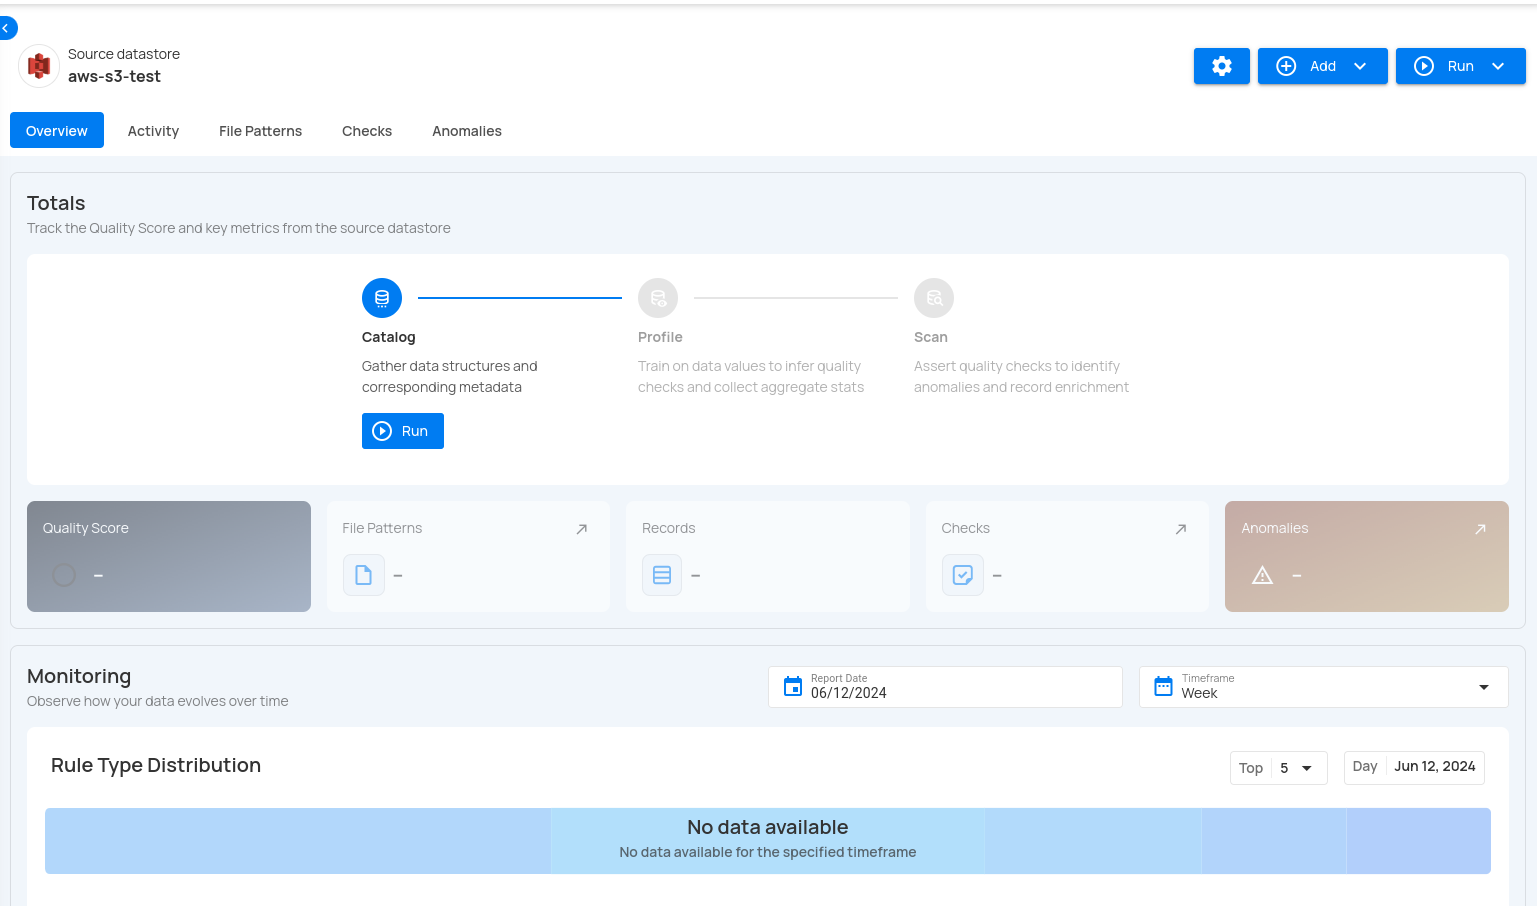 Source datastore
aws-s3-test
Add
Run
Overview
Activity
File Patterns
Checks
Anomalies
Totals
Track the Quality Score and key metrics from the source datastore
Catalog
Gather data structures and
corresponding metadata
Run
Profile
Train on data values to infer quality
checks and collect aggregate stats
Scan
Assert quality checks to identify
anomalies and record enrichment
Quality Score
–
File Patterns
–
Records
–
Checks
–
Anomalies
–
Monitoring
Observe how your data evolves over time
Report Date
06/12/2024
Timeframe
Week
Rule Type Distribution
Top 5
Day Jun 12, 2024
No data available
No data available for the specified timeframe